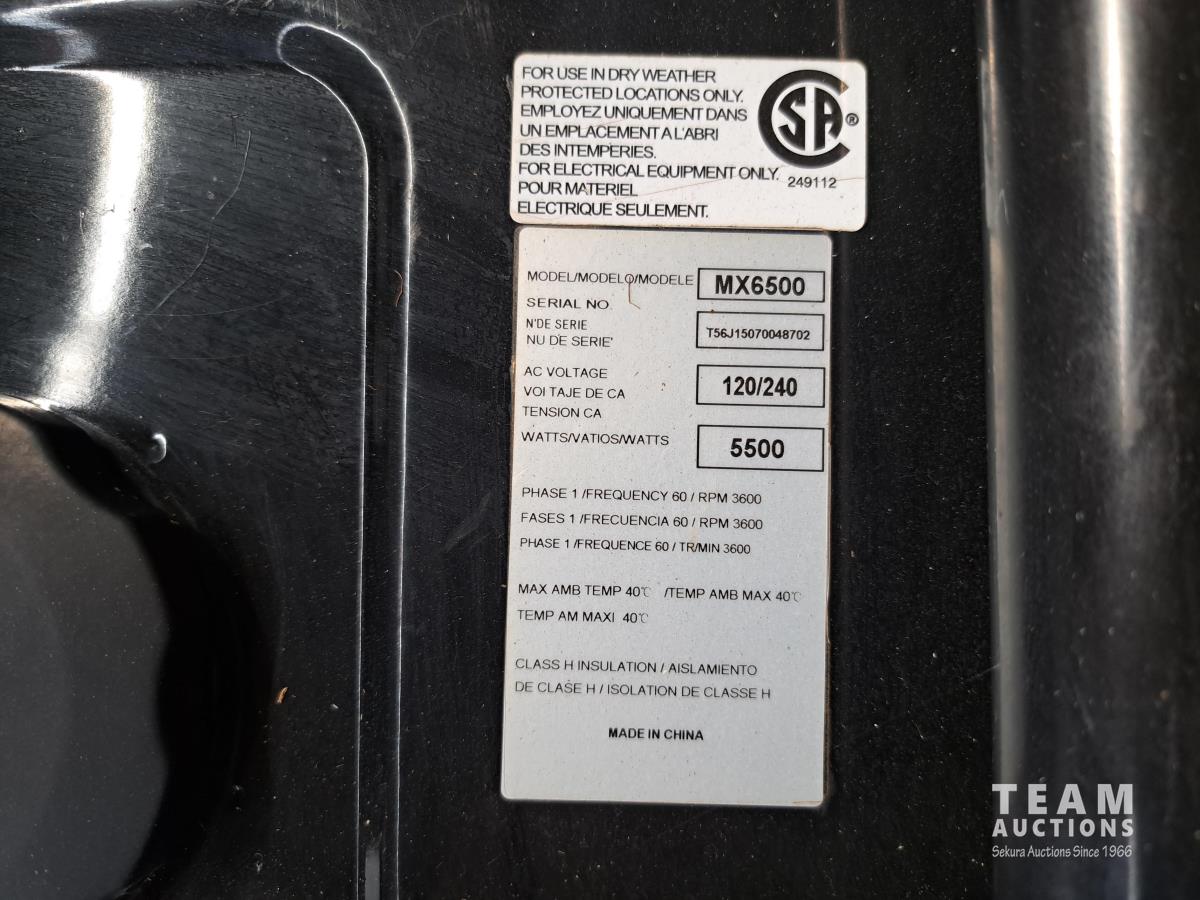 FOR USE IN DRY WEATHER
PROTECTED LOCATIONS ONLY.
EMPLOYEZ UNIQUEMENT DANS
UN EMPLACEMENT A L'ABRI
DES INTEMPERIES.
FOR ELECTRICAL EQUIPMENT ONLY.
POUR MATERIEL
ELECTRIQUE SEULEMENT.
CSA ®
249112
MODEL/MODELO/MODELE MX6500
SERIAL NO
N'DE SERIE
NU DE SERIE' T56J15070048702
AC VOLTAGE
VOI TAJE DE CA 120/240
TENSION CA
WATTS/VATIOS/WATTS 5500
PHASE 1 /FREQUENCY 60 / RPM 3600
FASES 1 /FRECUENCIA 60 / RPM 3600
PHASE 1 /FREQUENCE 60 / TR/MIN 3600
MAX AMB TEMP 40℃ /TEMP AMB MAX 40℃
TEMP AM MAXI 40℃
CLASS H INSULATION / AISLAMIENTO
DE CLASE H / ISOLATION DE CLASSE H
MADE IN CHINA
TEAM
AUCTIONS
Sekura Auctions Since 1966